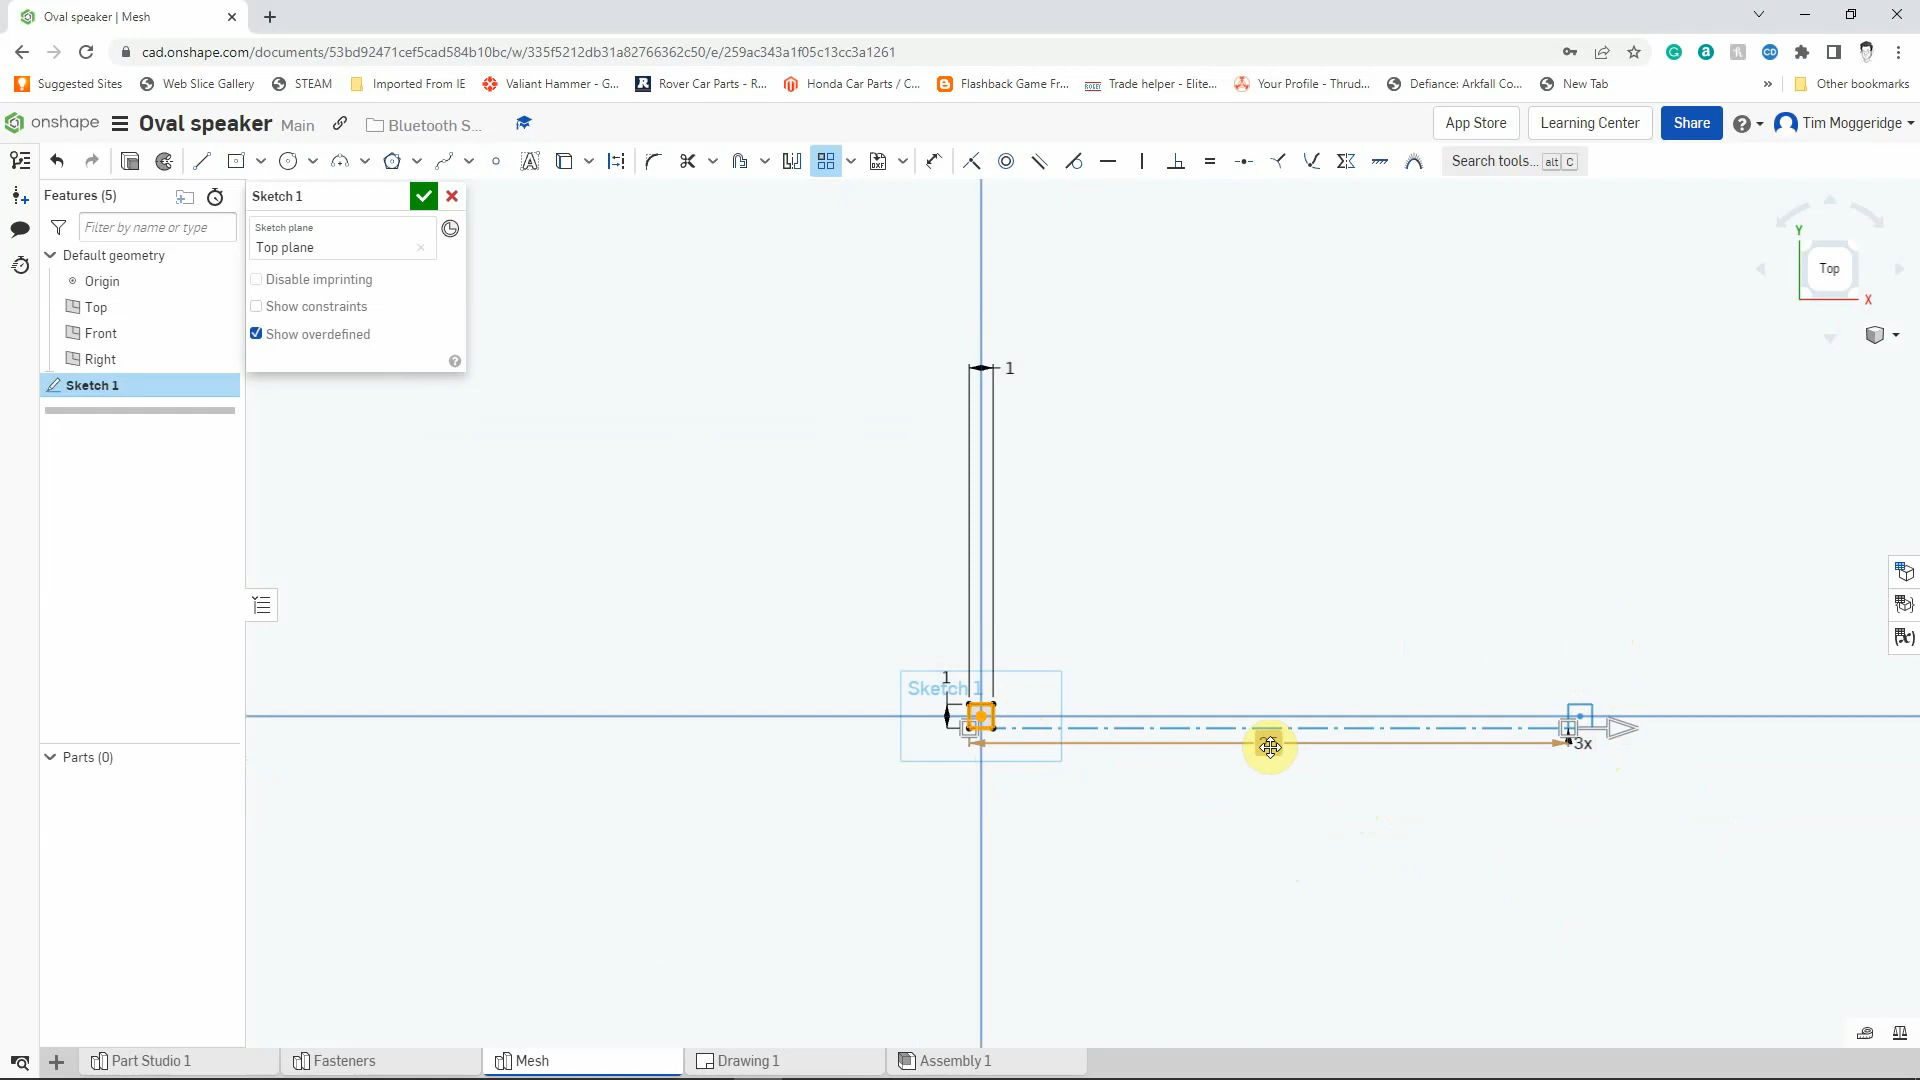 Oval speaker | Mesh
cad.onshape.com/documents/53bd92471cef5cad584b10bc/w/335f5212db31a82766362c50/e/259ac343a1f05c13cc3a1261
Suggested Sites
Web Slice Gallery
STEAM
Imported From IE
Valiant Hammer - G...
Rover Car Parts - R...
Honda Car Parts / C...
Flashback Game Fr...
Trade helper - Elite...
Your Profile - Thrud...
Defiance: Arkfall Co...
New Tab
»
Other bookmarks
onshape
Oval speaker
Main
Bluetooth S...
App Store
Learning Center
Share
Tim Moggeridge
Search tools... alt C
Features (5)
Filter by name or type
Default geometry
Origin
Top
Front
Right
Sketch 1
Sketch 1
Sketch plane
Top plane
Disable imprinting
Show constraints
Show overdefined
Y
Top
X
1
1
Sketch 1
3x
Parts (0)
Part Studio 1
Fasteners
Mesh
Drawing 1
Assembly 1